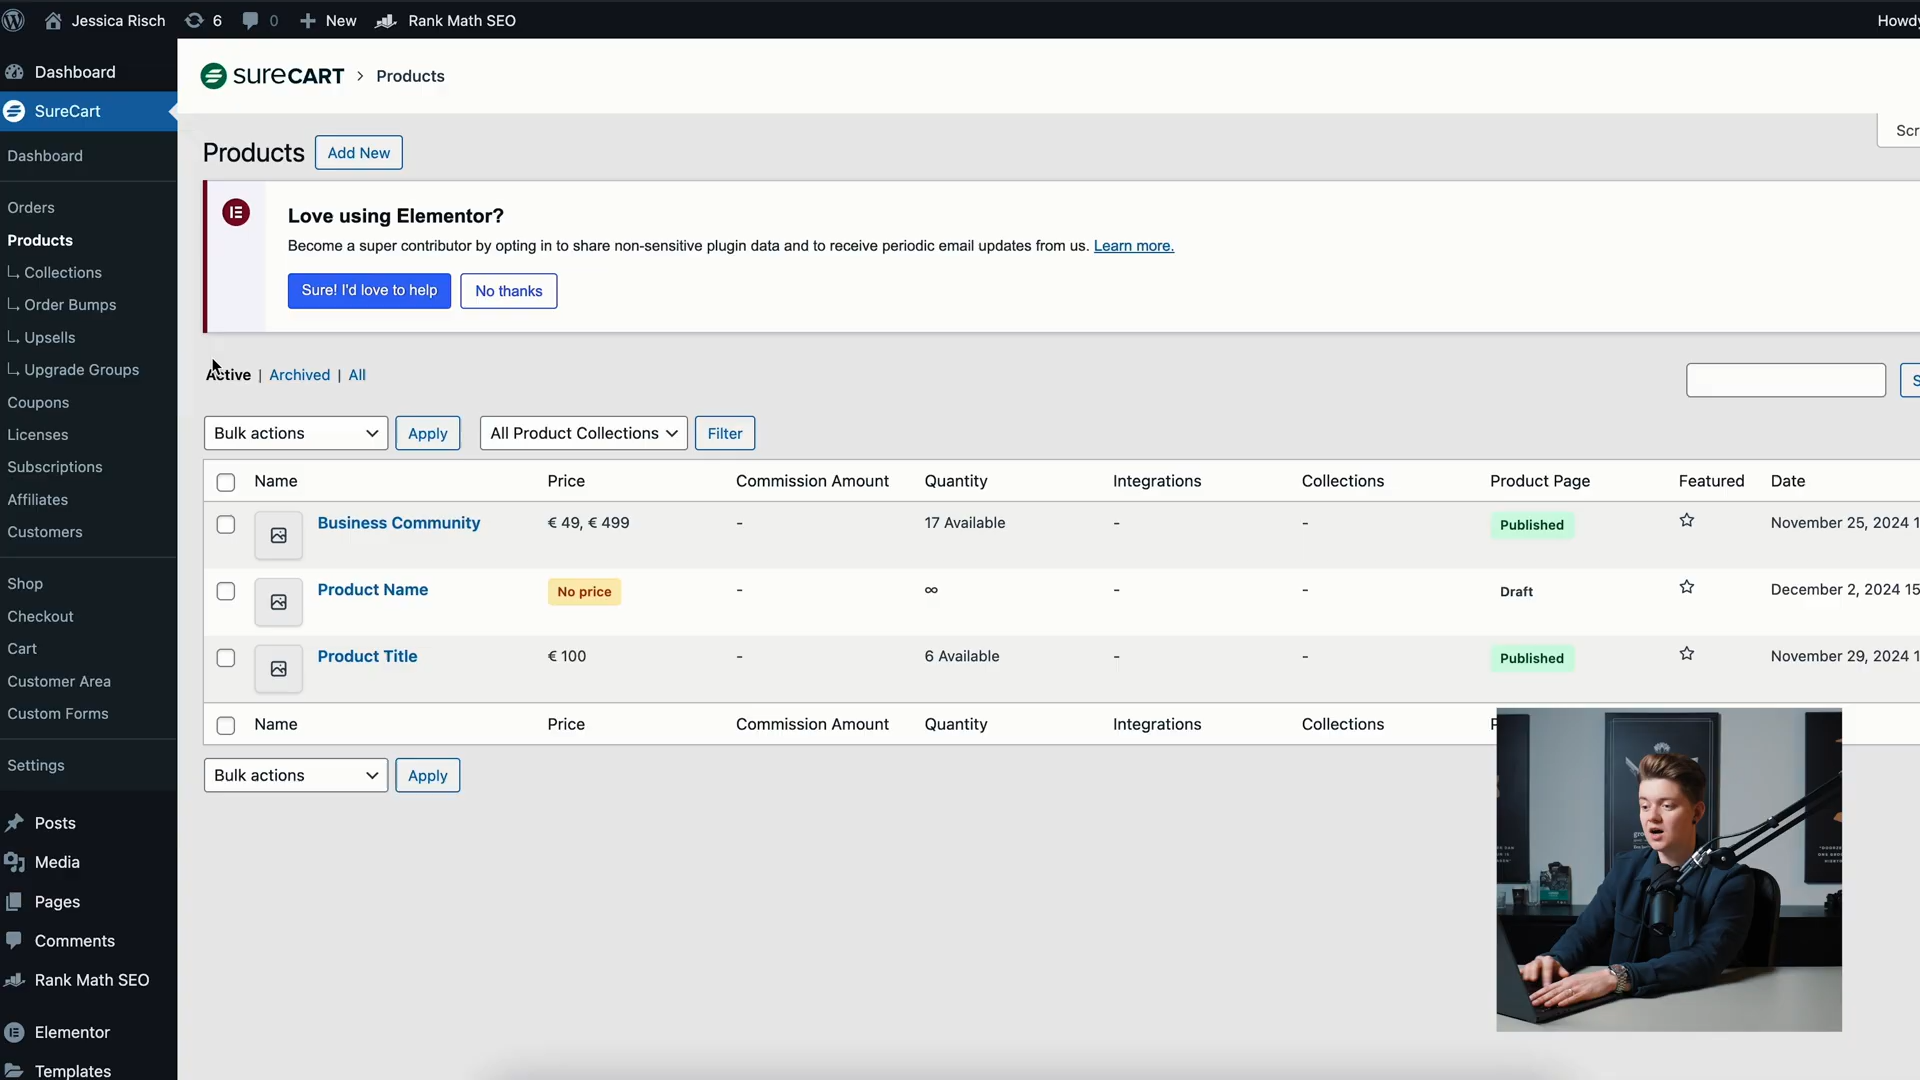 Jessica Risch 6 0 New Rank Math SEO Howdy
Dashboard
SureCart
Dashboard
Orders
Products
Collections
Order Bumps
Upsells
Upgrade Groups
Coupons
Licenses
Subscriptions
Affiliates
Customers
Shop
Checkout
Cart
Customer Area
Custom Forms
Settings
Posts
Media
Pages
Comments
Rank Math SEO
Elementor
Templates
SURECART > Products
Scr
Products Add New
Love using Elementor?
Become a super contributor by opting in to share non-sensitive plugin data and to receive periodic email updates from us. Learn more.
Sure! I'd love to help No thanks
Active | Archived | All
S
Bulk actions Apply All Product Collections Filter
Name Price Commission Amount Quantity Integrations Collections Product Page Featured Date
Business Community € 49, € 499 - 17 Available - - Published November 25, 2024 1
Product Name No price - ∞ - - Draft December 2, 2024 15
Product Title € 100 - 6 Available - - Published November 29, 2024 1
Name Price Commission Amount Quantity Integrations Collections
Bulk actions Apply